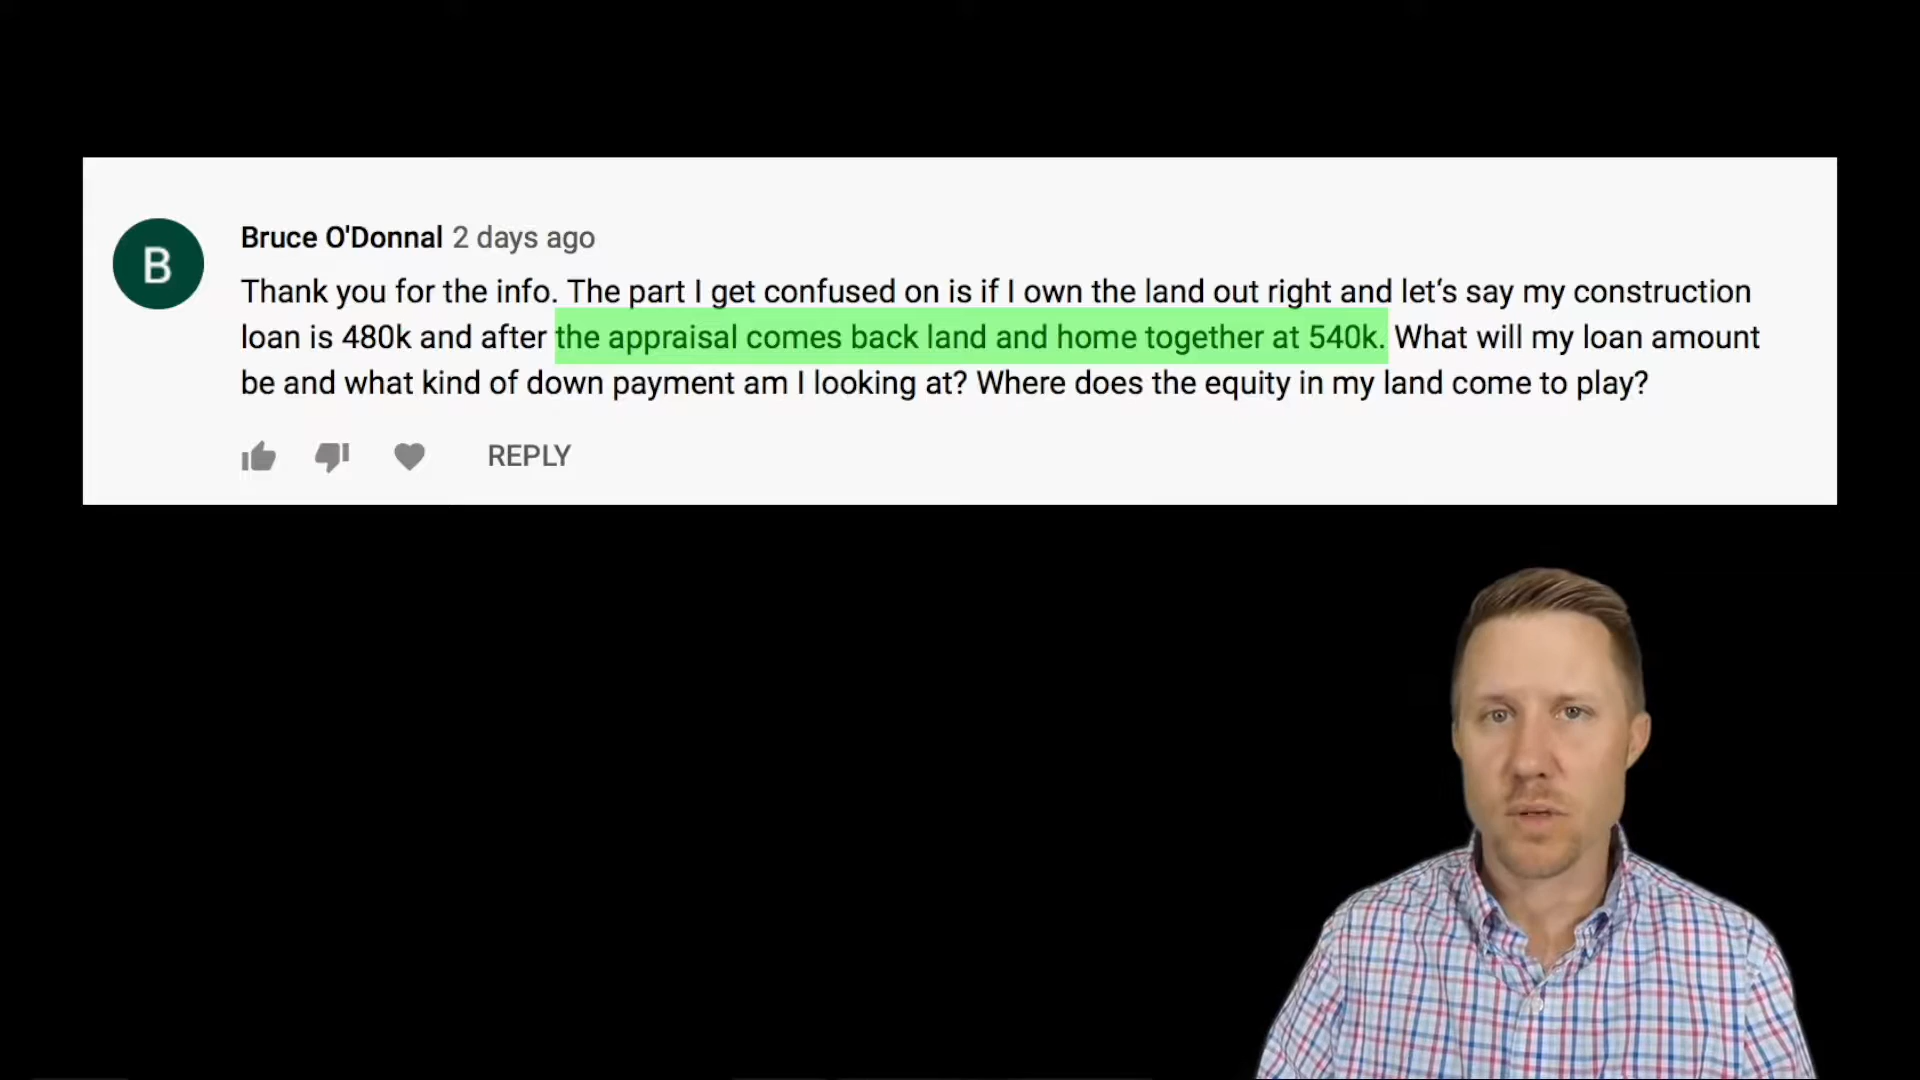 B
Bruce O'Donnal 2 days ago
Thank you for the info. The part I get confused on is if I own the land out right and let's say my construction
loan is 480k and after the appraisal comes back land and home together at 540k. What will my loan amount
be and what kind of down payment am I looking at? Where does the equity in my land come to play?
REPLY